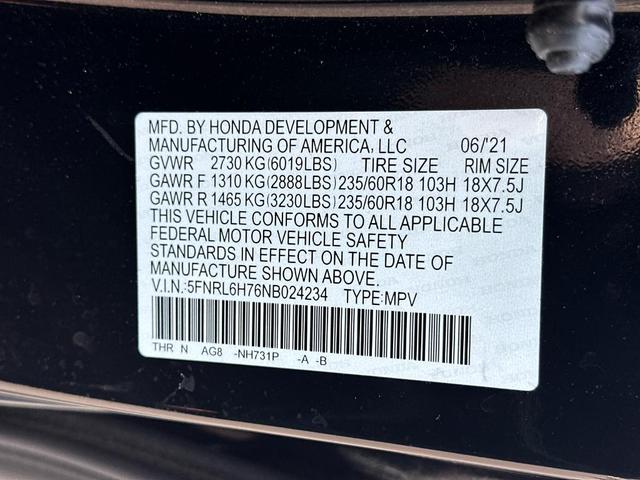 MFD. BY HONDA DEVELOPMENT &
MANUFACTURING OF AMERICA, LLC 06/'21
GVWR 2730 KG(6019LBS) TIRE SIZE RIM SIZE
GAWR F 1310 KG(2888LBS) 235/60R18 103H 18X7.5J
GAWR R 1465 KG(3230LBS) 235/60R18 103H 18X7.5J
THIS VEHICLE CONFORMS TO ALL APPLICABLE
FEDERAL MOTOR VEHICLE SAFETY
STANDARDS IN EFFECT ON THE DATE OF
MANUFACTURE SHOWN ABOVE.
V.I.N.:5FNRL6H76NB024234 TYPE:MPV
THR N AG8 -NH731P -A -B